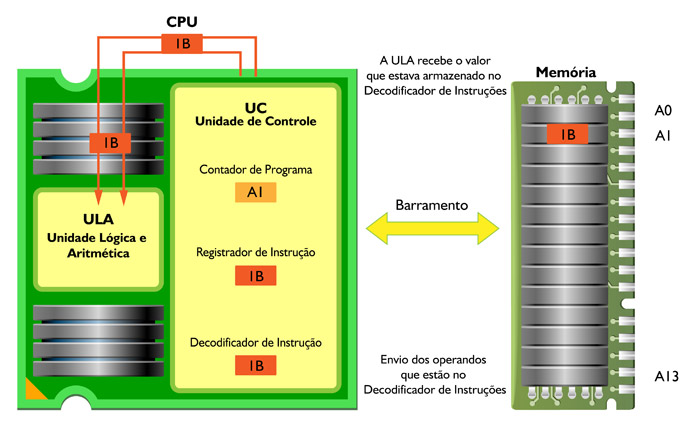 CPU
1B
1B
UC
Unidade de Controle
Contador de Programa
A1
Registrador de Instrução
1B
Decodificador de Instrução
1B
ULA
Unidade Lógica e
Aritmética
A ULA recebe o valor
que estava armazenado no
Decodificador de Instruções
Barramento
Envio dos operandos
que estão no
Decodificador de Instruções
Memória
1B
A0
A1
A13